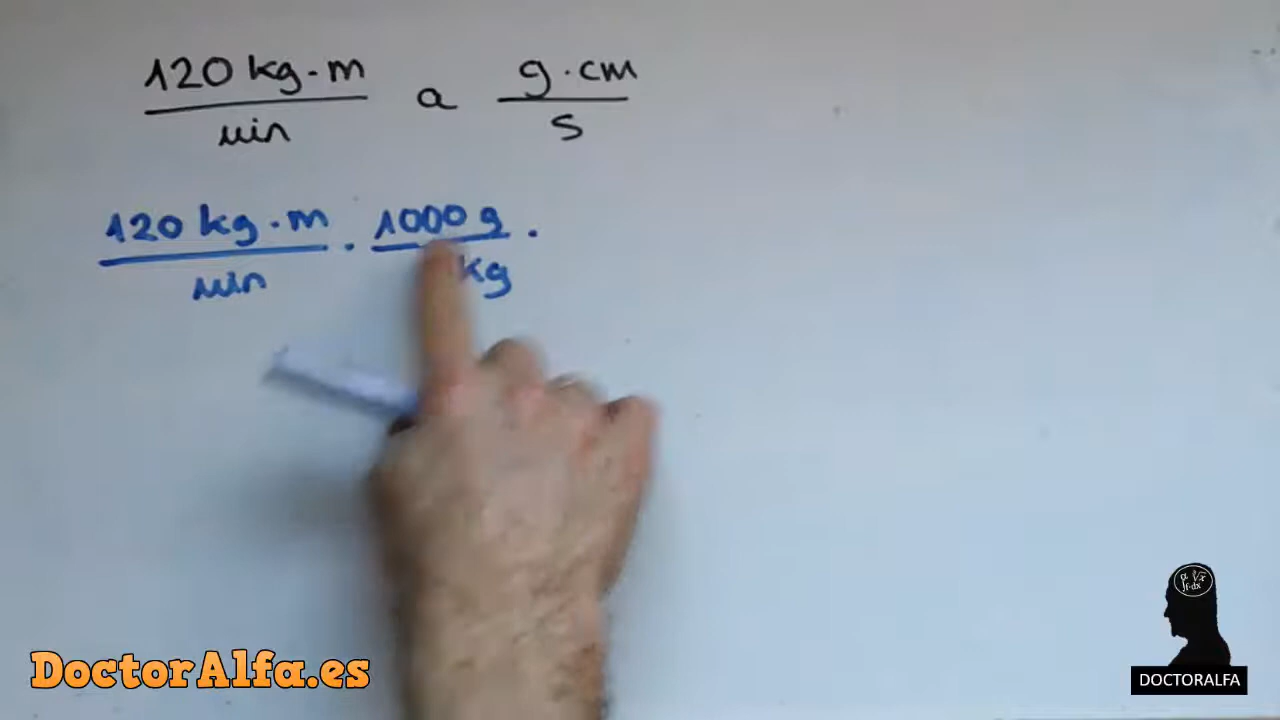 120 kg·m a g·cm
min s
120 kg·m · 1000 g ·
min kg
DoctorAlfa.es
DOCTORALFA